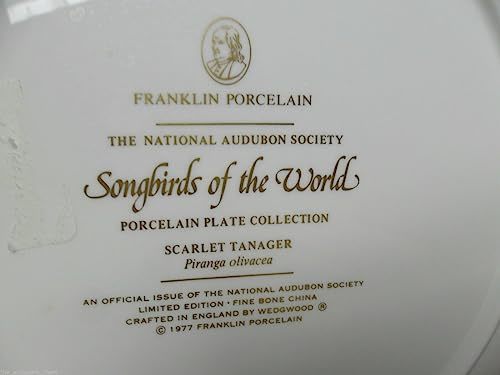 FRANKLIN PORCELAIN
THE NATIONAL AUDUBON SOCIETY
Songbirds of the World
PORCELAIN PLATE COLLECTION
SCARLET TANAGER
Piranga olivacea
AN OFFICIAL ISSUE OF THE NATIONAL AUDUBON SOCIETY
LIMITED EDITION · FINE BONE CHINA
CRAFTED IN ENGLAND BY WEDGWOOD ®
© 1977 FRANKLIN PORCELAIN